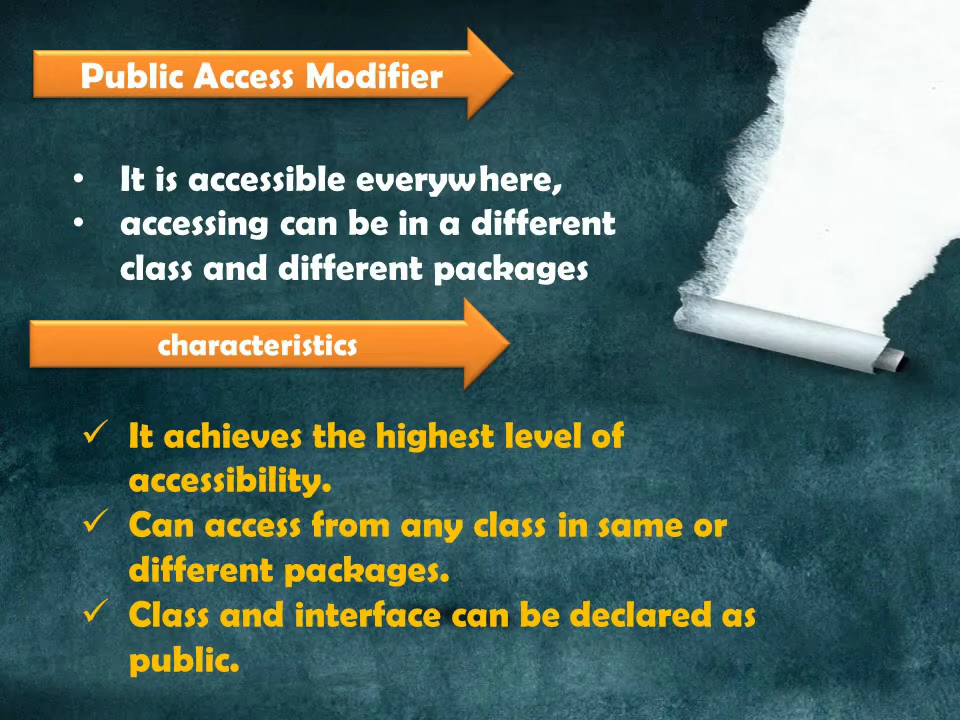 Public Access Modifier
• It is accessible everywhere,
• accessing can be in a different
class and different packages
characteristics
✓ It achieves the highest level of
accessibility.
✓ Can access from any class in same or
different packages.
✓ Class and interface can be declared as
public.